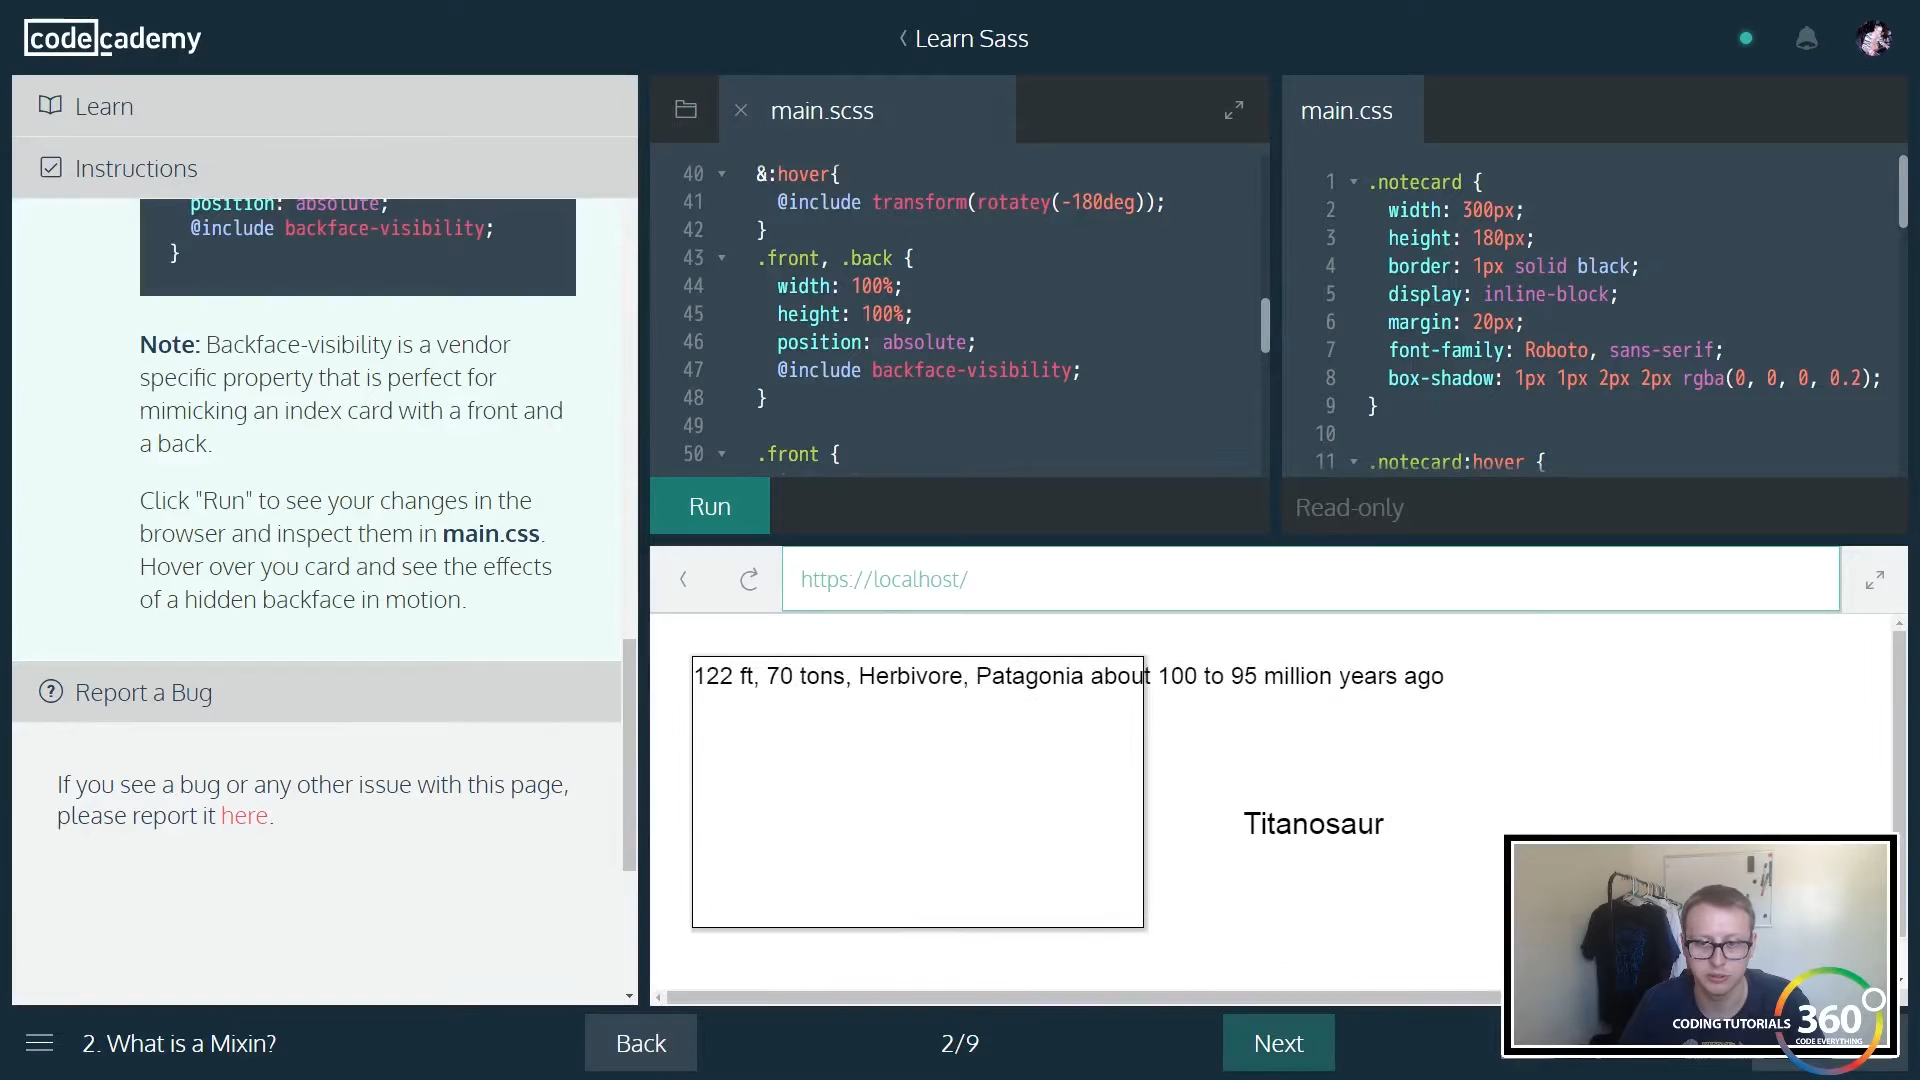 codecademy
Learn Sass
Learn
Instructions
position: absolute;
@include backface-visibility;
}
Note: Backface-visibility is a vendor
specific property that is perfect for
mimicking an index card with a front and
a back.
Click "Run" to see your changes in the
browser and inspect them in main.css.
Hover over you card and see the effects
of a hidden backface in motion.
Report a Bug
If you see a bug or any other issue with this page,
please report it here.
main.scss
40 &:hover{
41 @include transform(rotatey(-180deg));
42 }
43 .front, .back {
44 width: 100%;
45 height: 100%;
46 position: absolute;
47 @include backface-visibility;
48 }
49
50 .front {
Run
main.css
1 .notecard {
2 width: 300px;
3 height: 180px;
4 border: 1px solid black;
5 display: inline-block;
6 margin: 20px;
7 font-family: Roboto, sans-serif;
8 box-shadow: 1px 1px 2px 2px rgba(0, 0, 0, 0.2);
9 }
10
11 .notecard:hover {
Read-only
https://localhost/
122 ft, 70 tons, Herbivore, Patagonia about 100 to 95 million years ago
Titanosaur
CODING TUTORIALS 360
CODE EVERYTHING
2. What is a Mixin?
Back
2/9
Next